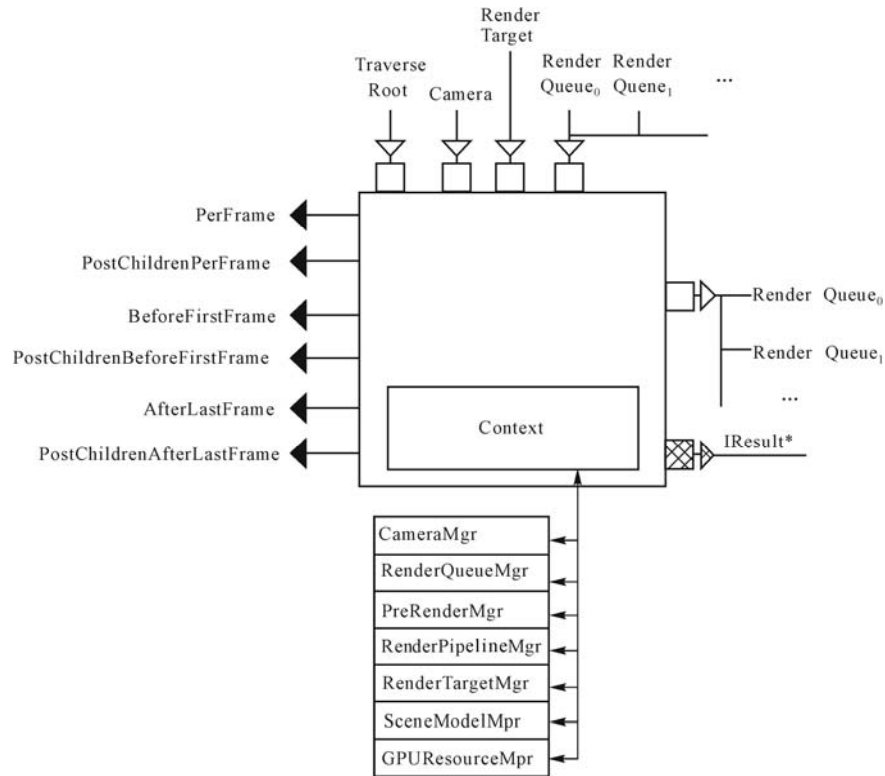 Render
Target
Traverse
Root
Camera
Render
Queue₀
Render
Quene₁
...
PerFrame
PostChildrenPerFrame
BeforeFirstFrame
PostChildrenBeforeFirstFrame
AfterLastFrame
PostChildrenAfterLastFrame
Render Queue₀
Render Queue₁
...
IResult*
Context
CameraMgr
RenderQueueMgr
PreRenderMgr
RenderPipelineMgr
RenderTargetMgr
SceneModelMpr
GPUResourceMpr